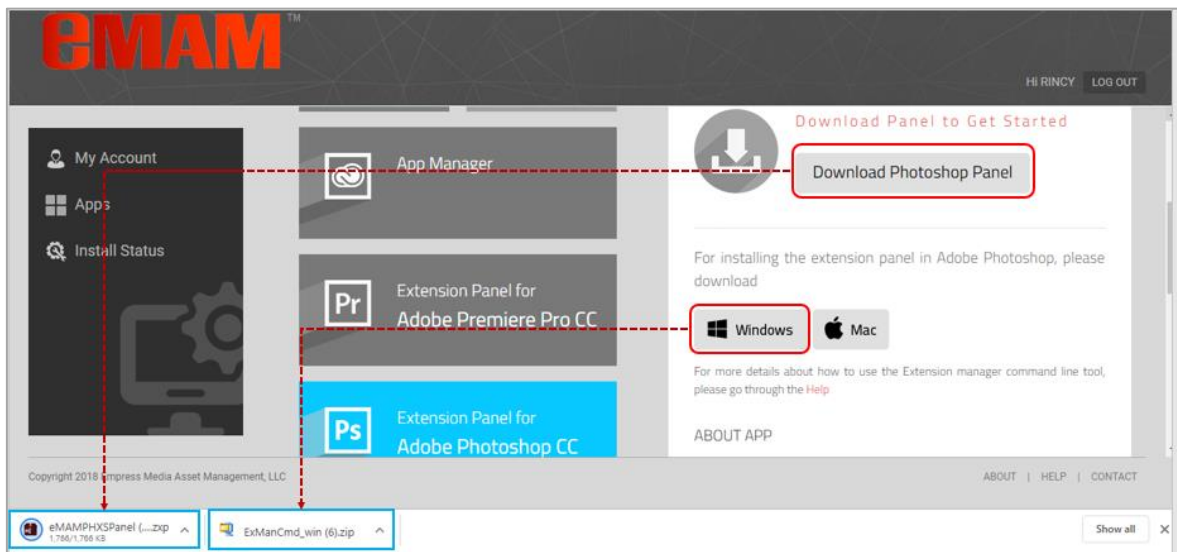 eMAM™
Hi RINCY LOG OUT
My Account
Apps
Install Status
App Manager
Pr
Extension Panel for
Adobe Premiere Pro CC
Ps
Extension Panel for
Adobe Photoshop CC
Download Panel to Get Started
Download Photoshop Panel
For installing the extension panel in Adobe Photoshop, please
download
Windows
Mac
For more details about how to use the Extension manager command line tool,
please go through the Help
ABOUT APP
Copyright 2018 Empress Media Asset Management, LLC
ABOUT | HELP | CONTACT
eMAMPHXSPanel (....zxp
1,766/1,766 KB
ExManCmd_win (6).zip
Show all